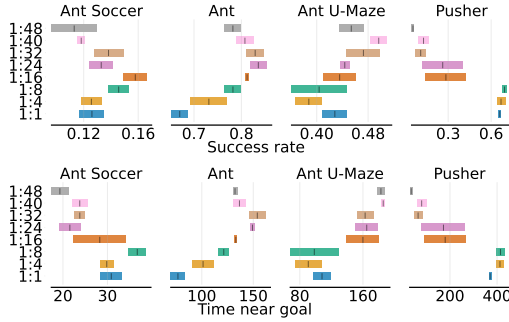 Ant Soccer Ant Ant U-Maze Pusher
1:48
1:40
1:32
1:24
1:16
1:8
1:4
1:1
0.12 0.16 0.7 0.8 0.40 0.48 0.3 0.6
Success rate
Ant Soccer Ant Ant U-Maze Pusher
1:48
1:40
1:32
1:24
1:16
1:8
1:4
1:1
20 30 100 150 80 160 200 400
Time near goal